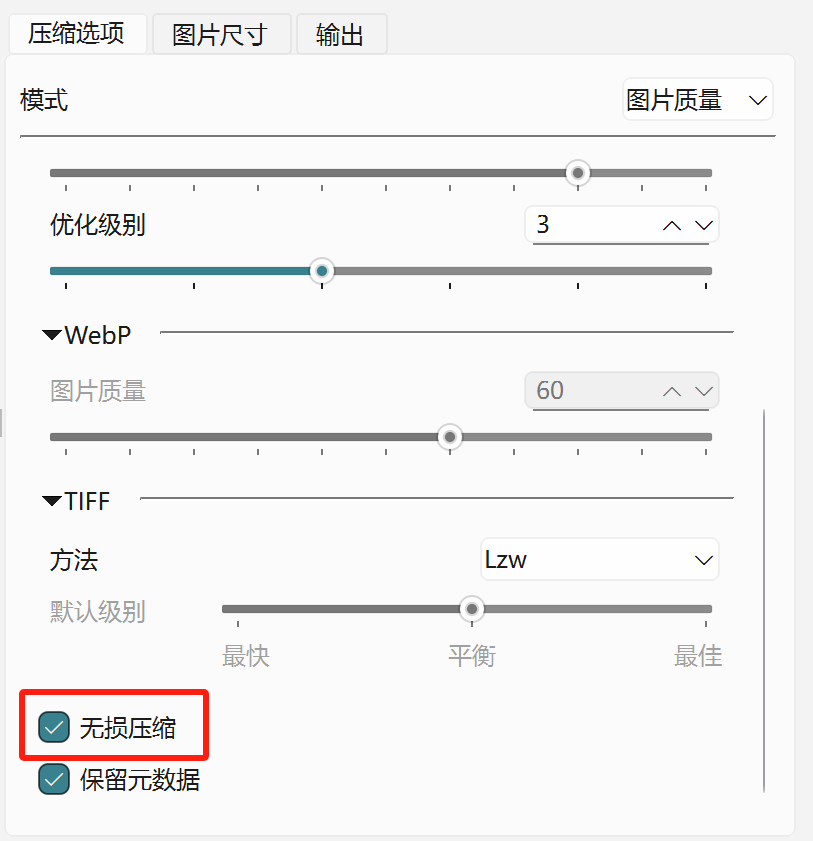 压缩选项 图片尺寸 输出
模式 图片质量
优化级别 3
WebP
图片质量 60
TIFF
方法 Lzw
默认级别
最快 平衡 最佳
无损压缩
保留元数据